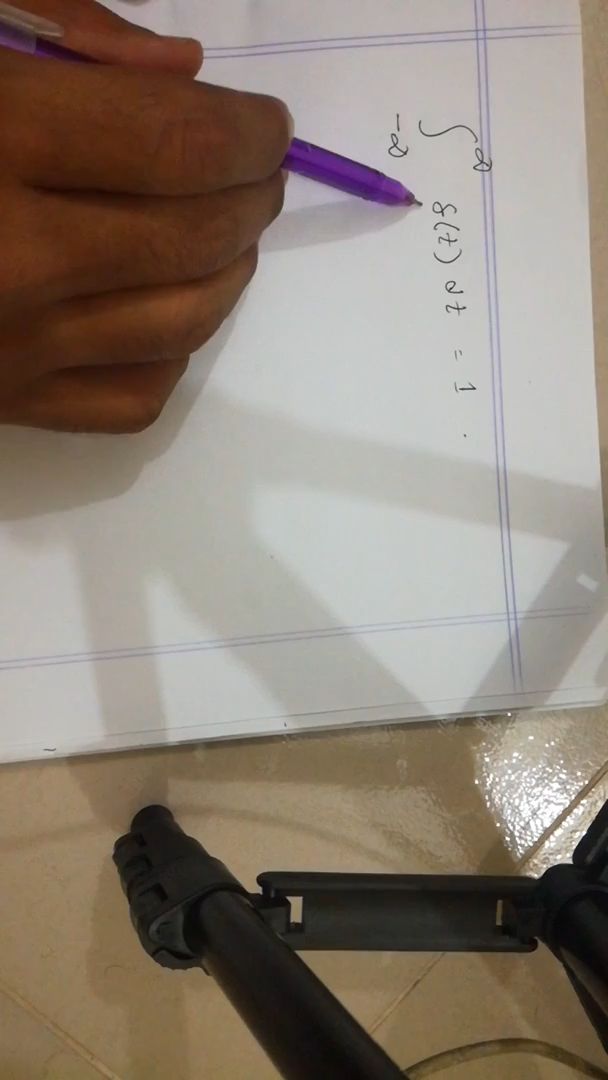 ∫_{-∞}^{∞} δ(t) dt = 1.